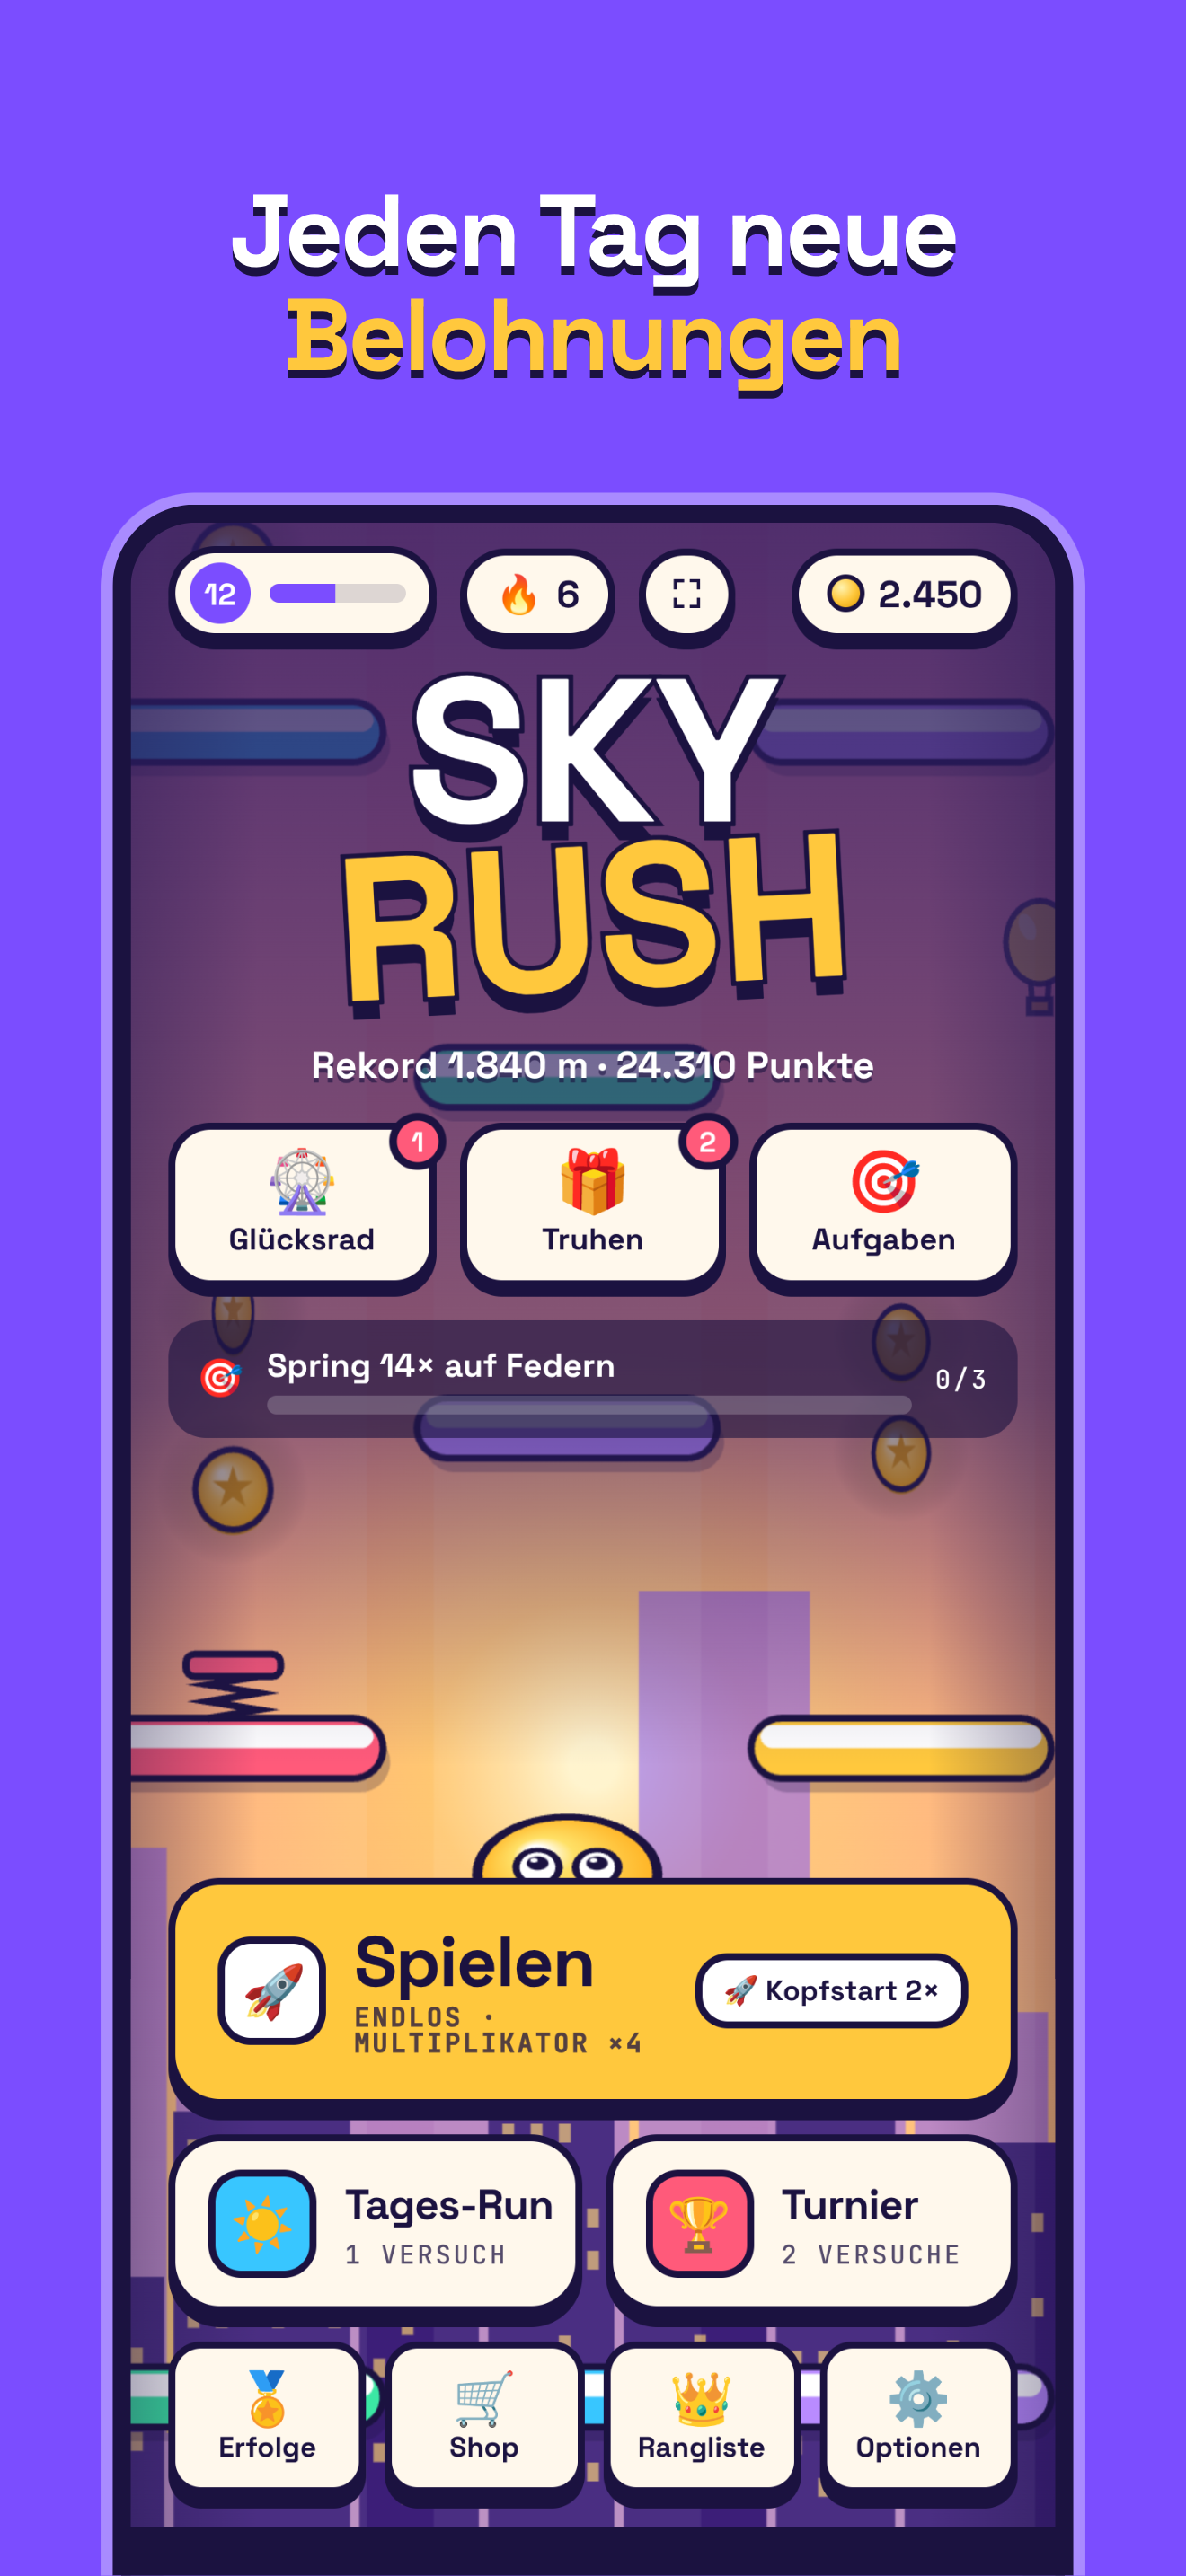 Jeden Tag neue
Belohnungen
12
6
2.450
SKY
RUSH
Rekord 1.840 m · 24.310 Punkte
1
2
Glücksrad
Truhen
Aufgaben
Spring 14× auf Federn
0/3
Spielen
ENDLOS ·
MULTIPLIKATOR ×4
Kopfstart 2×
Tages-Run
1 VERSUCH
Turnier
2 VERSUCHE
Erfolge
Shop
Rangliste
Optionen